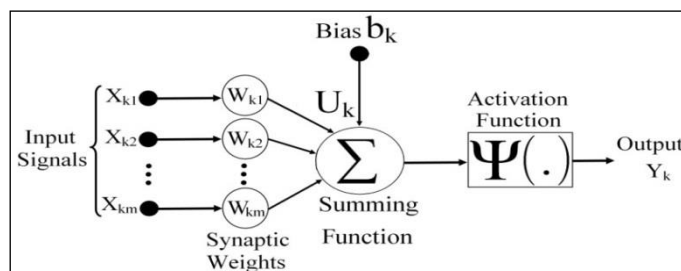 Bias b_k
X_k1
W_k1
U_k
Activation
Function
Input
Signals
X_k2
W_k2
Σ
Ψ(.)
Output
Y_k
X_km
W_km
Summing
Function
Synaptic
Weights